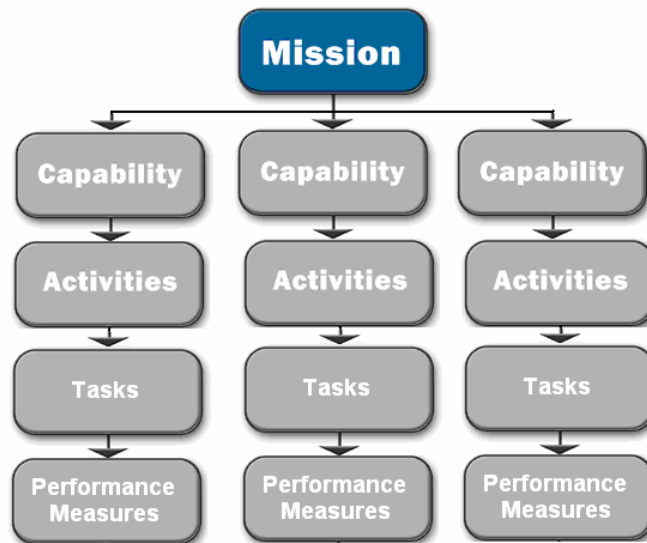 Mission
Capability
Capability
Capability
Activities
Activities
Activities
Tasks
Tasks
Tasks
Performance
Measures
Performance
Measures
Performance
Measures